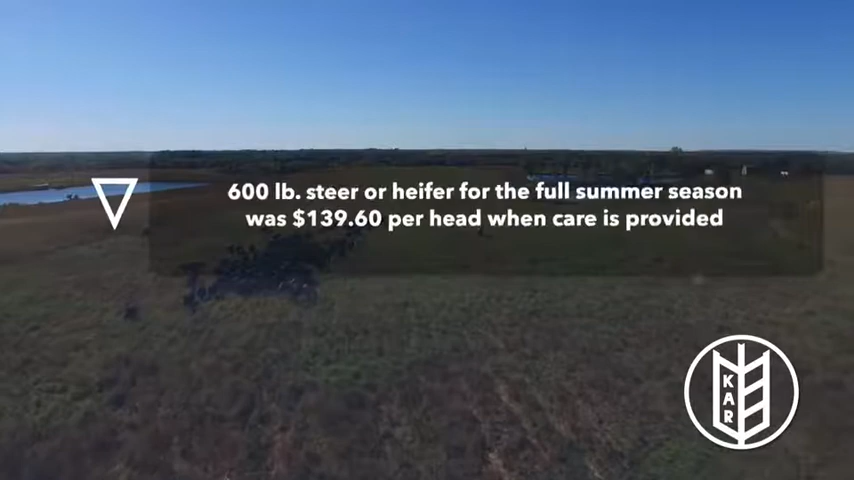 600 lb. steer or heifer for the full summer season
was $139.60 per head when care is provided
KAR